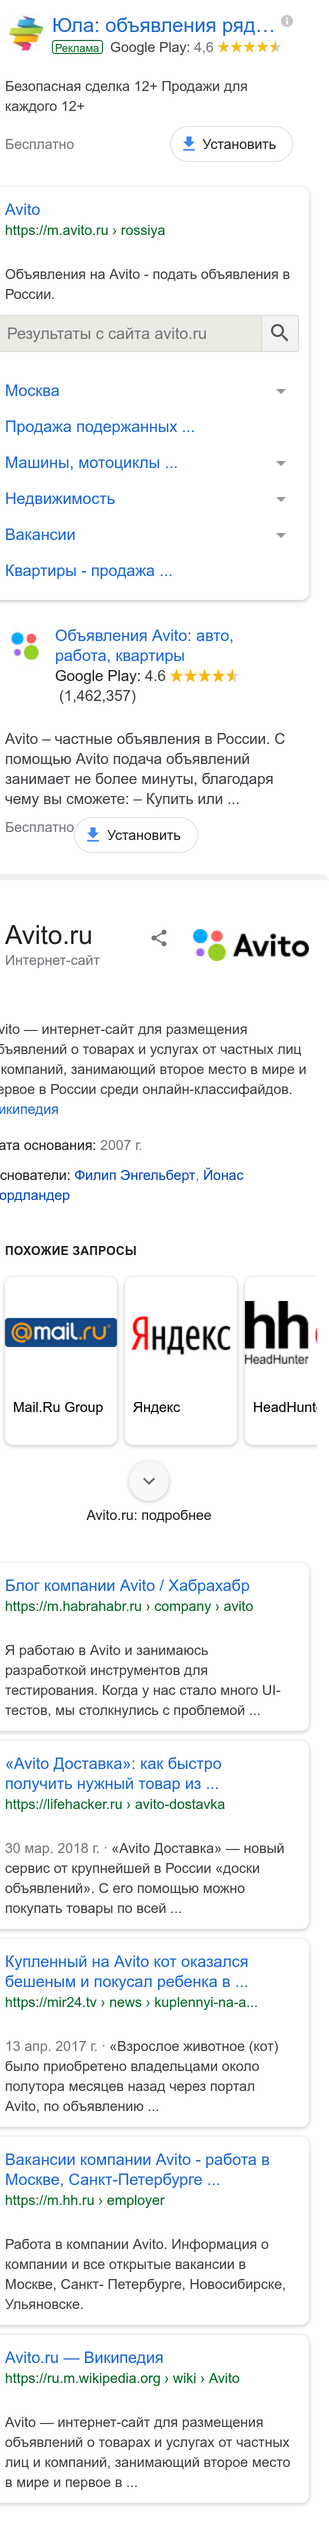 Юла: объявления ряд...
Реклама Google Play: 4,6
Безопасная сделка 12+ Продажи для
каждого 12+
Бесплатно
Установить
Avito
https://m.avito.ru › rossiya
Объявления на Avito - подать объявления в
России.
Результаты с сайта avito.ru
Москва
Продажа подержанных ...
Машины, мотоциклы ...
Недвижимость
Вакансии
Квартиры - продажа ...
Объявления Avito: авто,
работа, квартиры
Google Play: 4.6
(1,462,357)
Avito – частные объявления в России. С
помощью Avito подача объявлений
занимает не более минуты, благодаря
чему вы сможете: – Купить или ...
Бесплатно
Установить
Avito.ru
Интернет-сайт
Avito
vito — интернет-сайт для размещения
бъявлений о товарах и услугах от частных лиц
компаний, занимающий второе место в мире и
ервое в России среди онлайн-классифайдов.
икипедия
ата основания: 2007 г.
снователи: Филип Энгельберт, Йонас
ордландер
ПОХОЖИЕ ЗАПРОСЫ
@mail.ru
Яндекс
hh
HeadHunter
Mail.Ru Group
Яндекс
HeadHunt
Avito.ru: подробнее
Блог компании Avito / Хабрахабр
https://m.habrahabr.ru › company › avito
Я работаю в Avito и занимаюсь
разработкой инструментов для
тестирования. Когда у нас стало много UI-
тестов, мы столкнулись с проблемой ...
«Avito Доставка»: как быстро
получить нужный товар из ...
https://lifehacker.ru › avito-dostavka
30 мар. 2018 г. · «Avito Доставка» — новый
сервис от крупнейшей в России «доски
объявлений». С его помощью можно
покупать товары по всей ...
Купленный на Avito кот оказался
бешеным и покусал ребенка в ...
https://mir24.tv › news › kuplennyi-na-a...
13 апр. 2017 г. · «Взрослое животное (кот)
было приобретено владельцами около
полутора месяцев назад через портал
Avito, по объявлению ...
Вакансии компании Avito - работа в
Москве, Санкт-Петербурге ...
https://m.hh.ru › employer
Работа в компании Avito. Информация о
компании и все открытые вакансии в
Москве, Санкт- Петербурге, Новосибирске,
Ульяновске.
Avito.ru — Википедия
https://ru.m.wikipedia.org › wiki › Avito
Avito — интернет-сайт для размещения
объявлений о товарах и услугах от частных
лиц и компаний, занимающий второе место
в мире и первое в ...